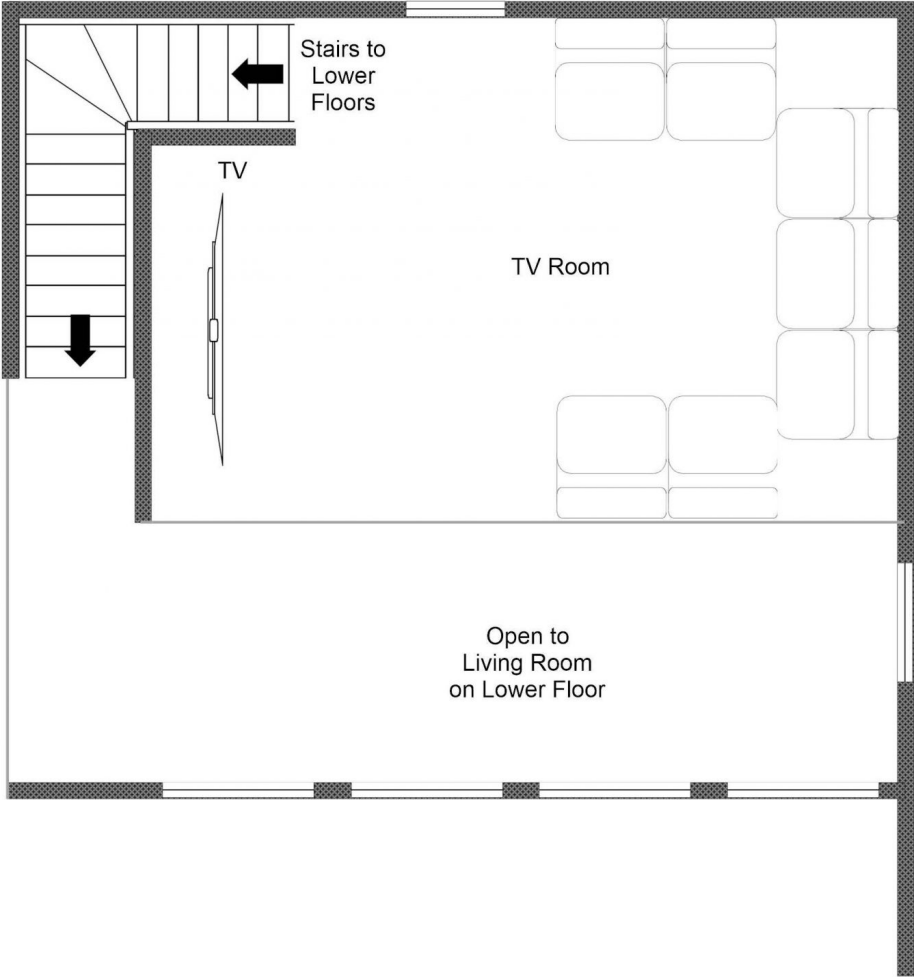 Stairs to
Lower
Floors
TV
TV Room
Open to
Living Room
on Lower Floor